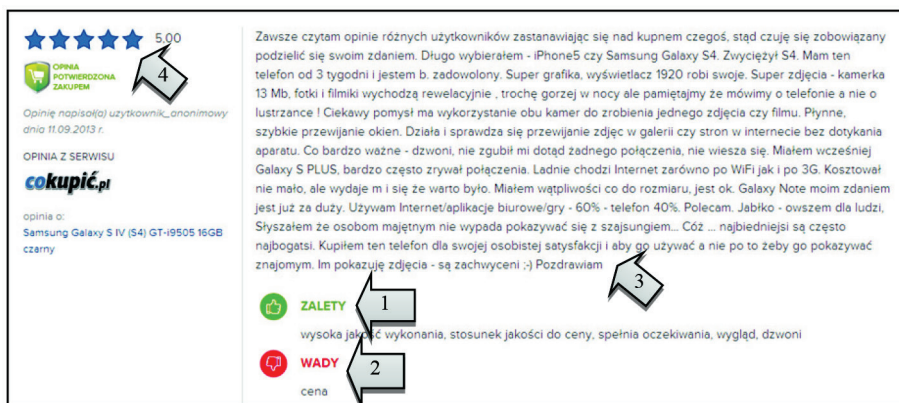 5,00
4
OPINIA
POTWIERDZONA
ZAKUPEM
Opinię napisał(a) uzytkownik_anonimowy
dnia 11.09.2013 r.
OPINIA Z SERWISU
cokupić.pl
opinia o:
Samsung Galaxy S IV (S4) GT-i9505 16GB
czarny
Zawsze czytam opinie różnych użytkowników zastanawiając się nad kupnem czegoś, stąd czuję się zobowiązany
podzielić się swoim zdaniem. Długo wybierałem - iPhone5 czy Samsung Galaxy S4. Zwyciężył S4. Mam ten
telefon od 3 tygodni i jestem b. zadowolony. Super grafika, wyświetlacz 1920 robi swoje. Super zdjęcia - kamerka
13 Mb, fotki i filmiki wychodzą rewelacyjnie , trochę gorzej w nocy ale pamiętajmy że mówimy o telefonie a nie o
lustrzance ! Ciekawy pomysł ma wykorzystanie obu kamer do zrobienia jednego zdjęcia czy filmu. Płynne,
szybkie przewijanie okien. Działa i sprawdza się przewijanie zdjęc w galerii czy stron w internecie bez dotykania
aparatu. Co bardzo ważne - dzwoni, nie zgubił mi dotąd żadnego połączenia, nie wiesza się. Miałem wcześniej
Galaxy S PLUS, bardzo często zrywał połączenia. Ladnie chodzi Internet zarówno po WiFi jak i po 3G. Kosztował
nie mało, ale wydaje m i się że warto było. Miałem wątpliwości co do rozmiaru, jest ok. Galaxy Note moim zdaniem
jest już za duży. Używam Internet/aplikacje biurowe/gry - 60% - telefon 40%. Polecam. Jabłko - owszem dla ludzi,
Słyszałem że osobom majętnym nie wypada pokazywać się z szajsungiem... Cóż ... najbiedniejsi są często
najbogatsi. Kupiłem ten telefon dla swojej osobistej satysfakcji i aby go używać a nie po to żeby go pokazywać
znajomym. Im pokazuję zdjęcia - są zachwyceni ;-) Pozdrawiam
3
ZALETY
1
wysoka jakość wykonania, stosunek jakości do ceny, spełnia oczekiwania, wygląd, dzwoni
WADY
2
cena